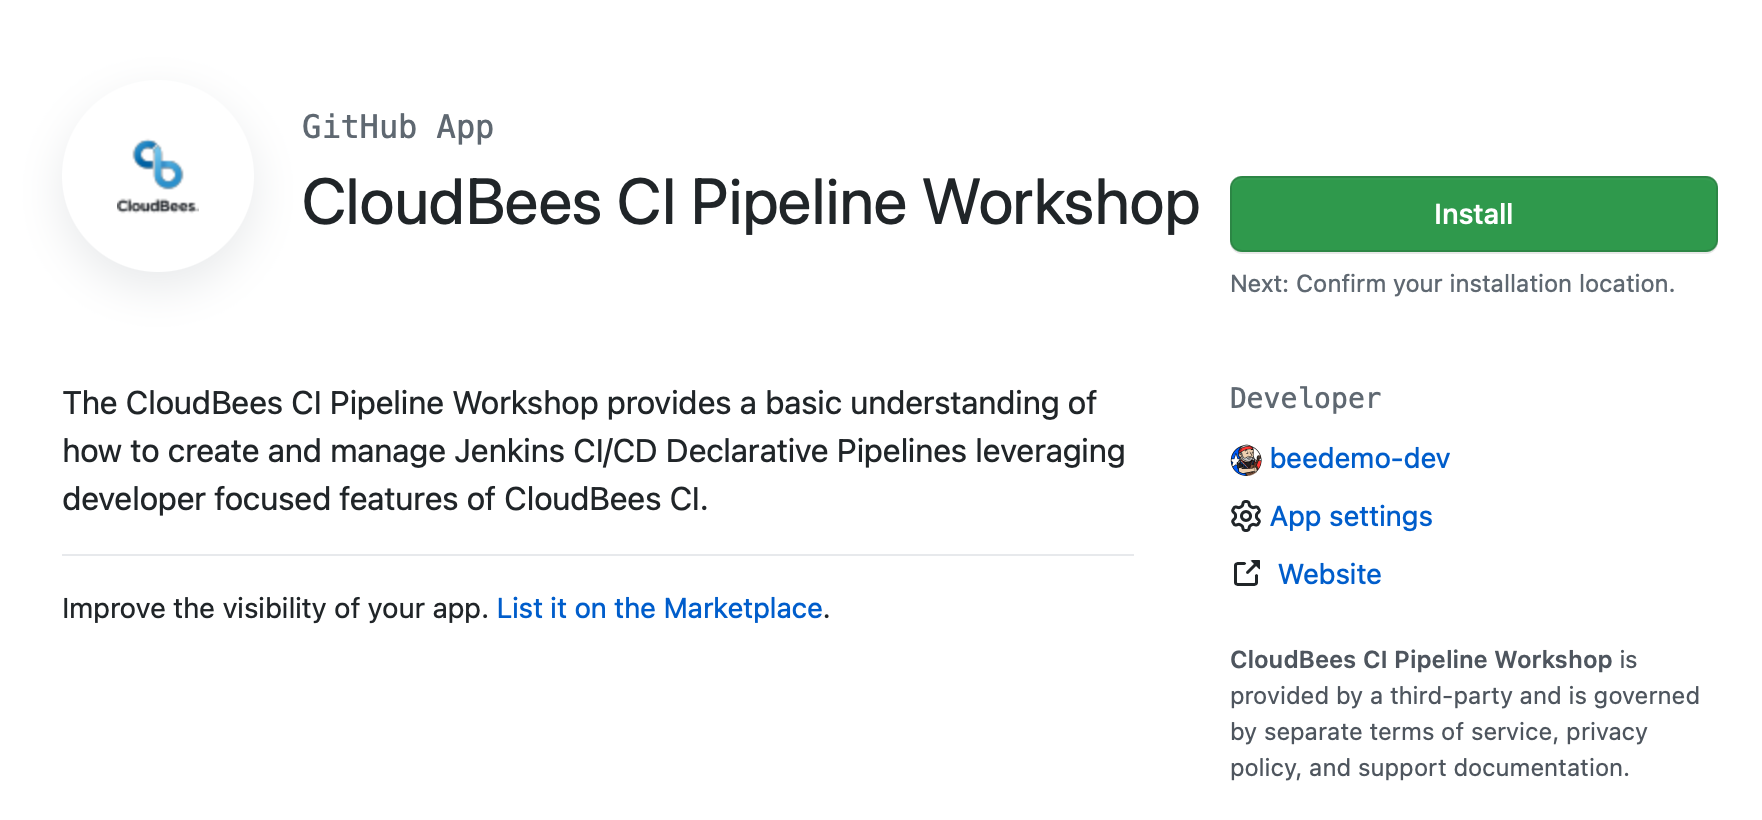 CloudBees.
GitHub App
CloudBees CI Pipeline Workshop
Install
Next: Confirm your installation location.
The CloudBees CI Pipeline Workshop provides a basic understanding of
how to create and manage Jenkins CI/CD Declarative Pipelines leveraging
developer focused features of CloudBees CI.
Improve the visibility of your app. List it on the Marketplace.
Developer
beedemo-dev
App settings
Website
CloudBees CI Pipeline Workshop is
provided by a third-party and is governed
by separate terms of service, privacy
policy, and support documentation.